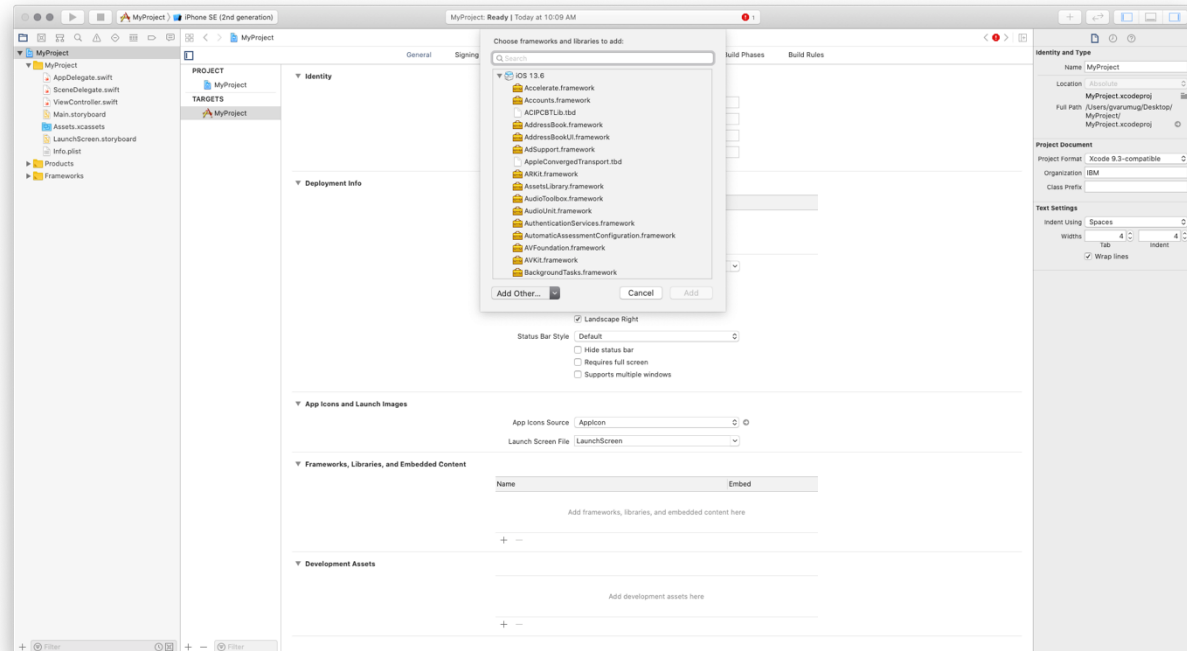 MyProject
iPhone SE (2nd generation)
MyProject: Ready | Today at 10:09 AM
1
MyProject
MyProject
MyProject
AppDelegate.swift
SceneDelegate.swift
ViewController.swift
Main.storyboard
Assets.xcassets
LaunchScreen.storyboard
Info.plist
Products
Frameworks
Filter
PROJECT
MyProject
TARGETS
MyProject
Filter
General
Signing
Build Rules
Choose frameworks and libraries to add:
Search
iOS 13.6
Accelerate.framework
Accounts.framework
ACIPCBTLib.tbd
AddressBook.framework
AddressBookUI.framework
AdSupport.framework
AppleConvergedTransport.tbd
ARKit.framework
AssetsLibrary.framework
AudioToolbox.framework
AudioUnit.framework
AuthenticationServices.framework
AutomaticAssessmentConfiguration.framework
AVFoundation.framework
AVKit.framework
BackgroundTasks.framework
Add Other...
Cancel
Add
Identity
Deployment Info
Landscape Right
Status Bar Style Default
Hide status bar
Requires full screen
Supports multiple windows
App Icons and Launch Images
App Icons Source AppIcon
Launch Screen File LaunchScreen
Frameworks, Libraries, and Embedded Content
Name Embed
Add frameworks, libraries, and embedded content here
Development Assets
Add development assets here
Identity and Type
Name MyProject
Location Absolute
MyProject.xcodeproj
Full Path /Users/gvarumug/Desktop/
MyProject/
MyProject.xcodeproj
Project Document
Project Format Xcode 9.3-compatible
Organization IBM
Class Prefix
Text Settings
Indent Using Spaces
Widths 4 4
Tab Indent
Wrap lines